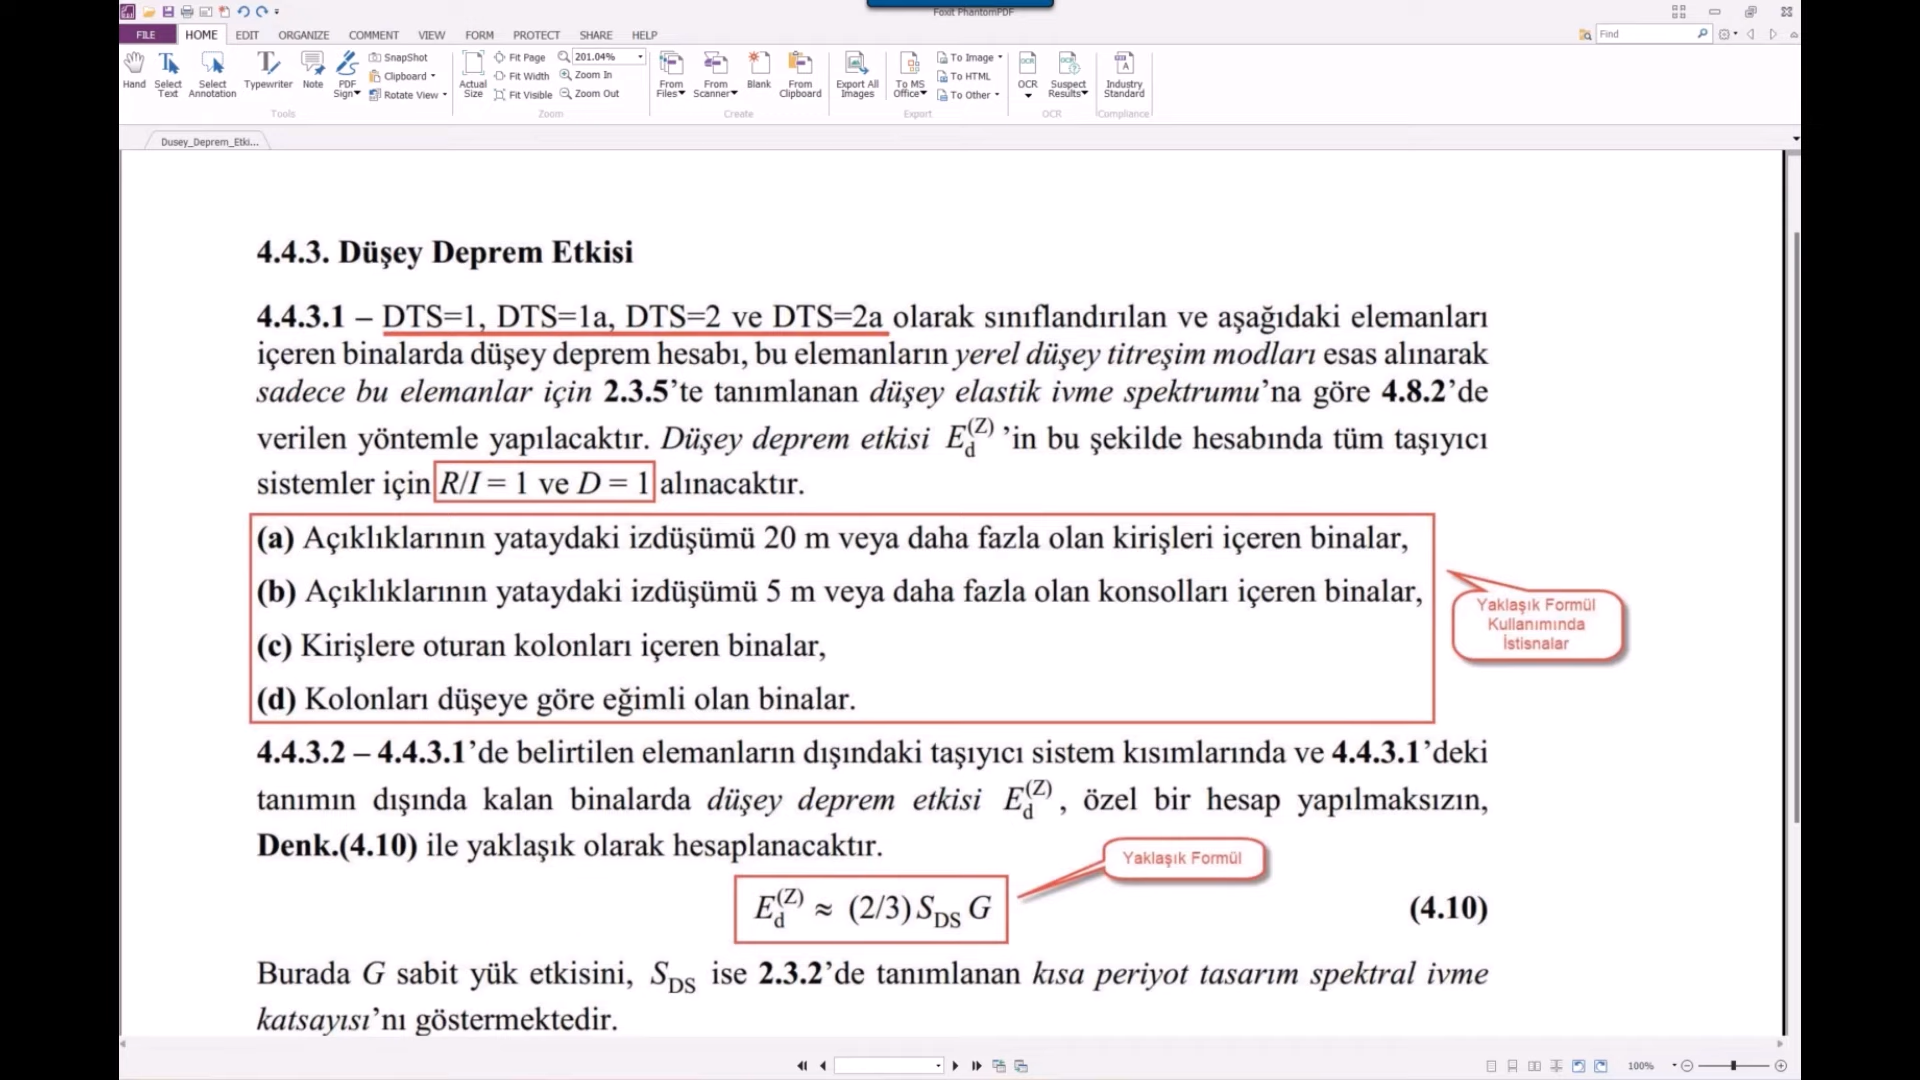 Foxit PhantomPDF
FILE HOME EDIT ORGANIZE COMMENT VIEW FORM PROTECT SHARE HELP
Find
Hand Select Text Select Annotation Typewriter Note PDF Sign SnapShot Clipboard Rotate View
Actual Size Fit Page Fit Width Fit Visible 201.04% Zoom In Zoom Out
From Files From Scanner Blank From Clipboard
Export All Images To MS Office To Image To HTML To Other
OCR Suspect Results Industry Standard
Tools Zoom Create Export OCR Compliance
Dusey_Deprem_Etki...
4.4.3. Düşey Deprem Etkisi
4.4.3.1 – DTS=1, DTS=1a, DTS=2 ve DTS=2a olarak sınıflandırılan ve aşağıdaki elemanları
içeren binalarda düşey deprem hesabı, bu elemanların yerel düşey titreşim modları esas alınarak
sadece bu elemanlar için 2.3.5’te tanımlanan düşey elastik ivme spektrumu’na göre 4.8.2’de
verilen yöntemle yapılacaktır. Düşey deprem etkisi E_d^(Z) ’in bu şekilde hesabında tüm taşıyıcı
sistemler için R/I = 1 ve D = 1 alınacaktır.
(a) Açıklıklarının yataydaki izdüşümü 20 m veya daha fazla olan kirişleri içeren binalar,
(b) Açıklıklarının yataydaki izdüşümü 5 m veya daha fazla olan konsolları içeren binalar,
Yaklaşık Formül
Kullanımında
İstisnalar
(c) Kirişlere oturan kolonları içeren binalar,
(d) Kolonları düşeye göre eğimli olan binalar.
4.4.3.2 – 4.4.3.1’de belirtilen elemanların dışındaki taşıyıcı sistem kısımlarında ve 4.4.3.1’deki
tanımın dışında kalan binalarda düşey deprem etkisi E_d^(Z) , özel bir hesap yapılmaksızın,
Denk.(4.10) ile yaklaşık olarak hesaplanacaktır.
Yaklaşık Formül
E_d^(Z) ≈ (2/3) S_DS G (4.10)
Burada G sabit yük etkisini, S_DS ise 2.3.2’de tanımlanan kısa periyot tasarım spektral ivme
katsayısı’nı göstermektedir.
100%